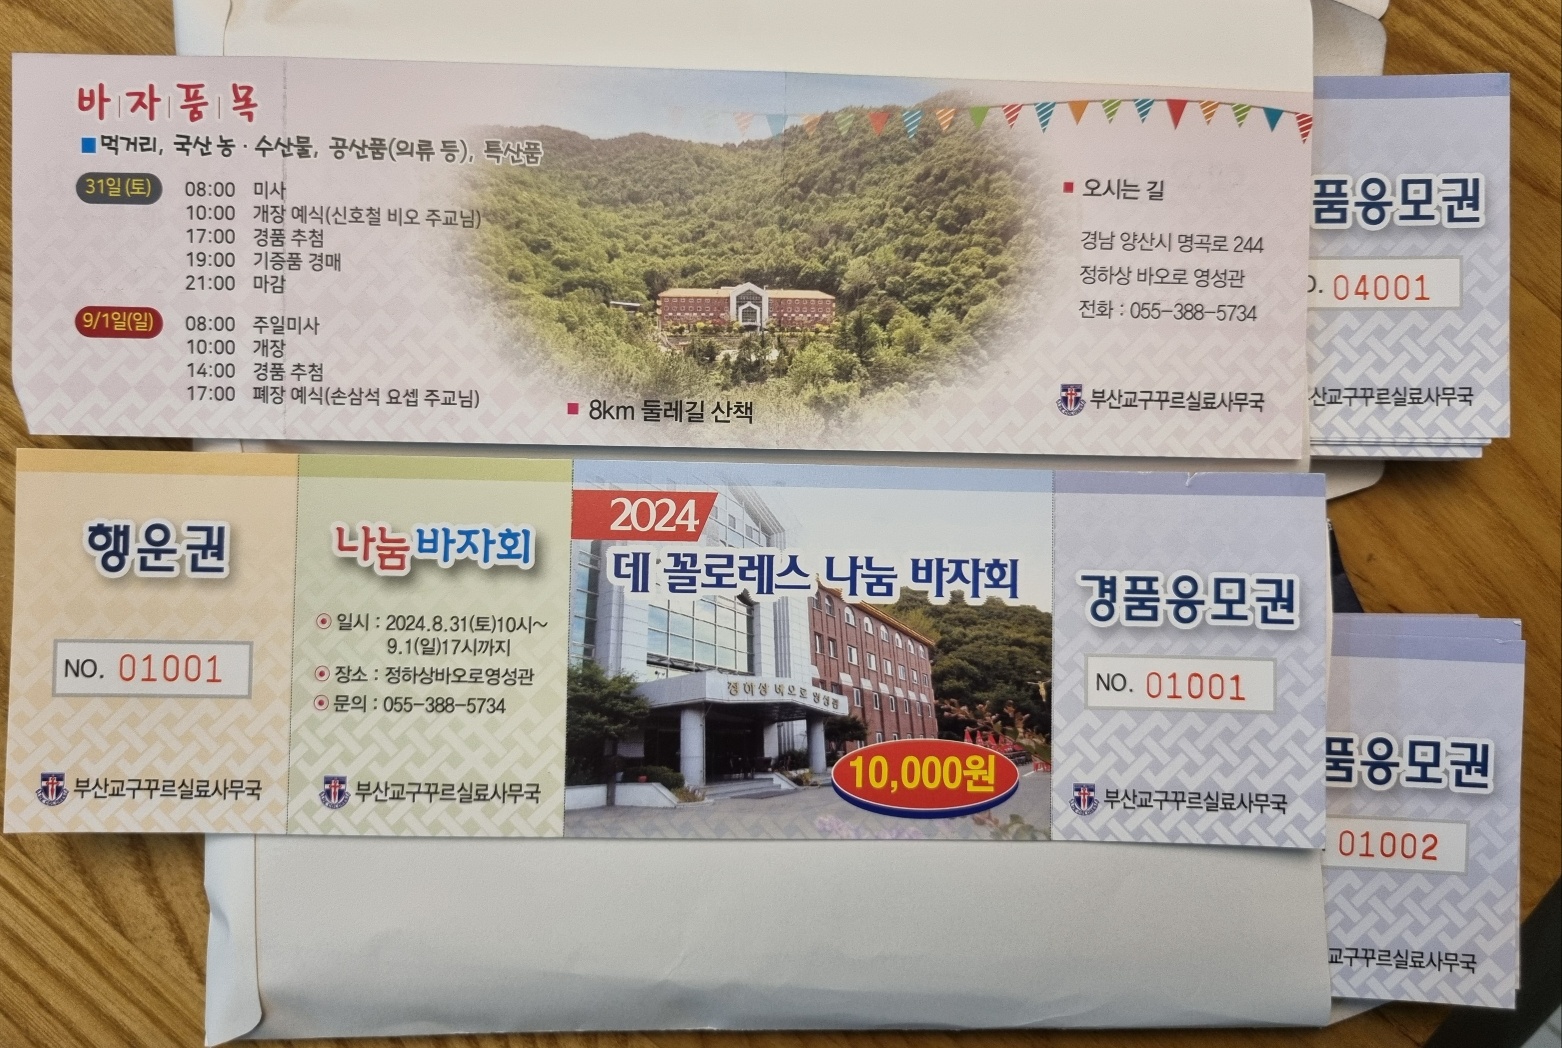 바자품목
먹거리, 국산 농·수산물, 공산품(의류 등), 특산품
31일(토)
08:00 미사
10:00 개장 예식(신호철 비오 주교님)
17:00 경품 추첨
19:00 기증품 경매
21:00 마감
9/1일(일)
08:00 주일미사
10:00 개장
14:00 경품 추첨
17:00 폐장 예식(손삼석 요셉 주교님)
8km 둘레길 산책
오시는 길
경남 양산시 명곡로 244
정하상 바오로 영성관
전화 : 055-388-5734
부산교구꾸르실료사무국
품응모권
04001
산교구꾸르실료사무국
행운권
NO. 01001
부산교구꾸르실료사무국
나눔바자회
일시 : 2024.8.31(토)10시~
9.1(일)17시까지
장소 : 정하상바오로영성관
문의 : 055-388-5734
부산교구꾸르실료사무국
2024
데 꼴로레스 나눔 바자회
정하상 바오로 영성관
10,000원
경품응모권
NO. 01001
부산교구꾸르실료사무국
품응모권
01002
교구꾸르실료사무국